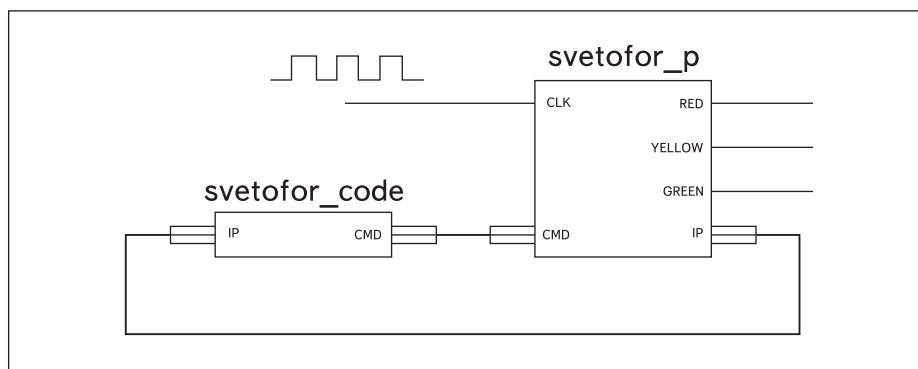 svetofor_p
CLK
RED
YELLOW
GREEN
svetofor_code
IP
CMD
CMD
IP